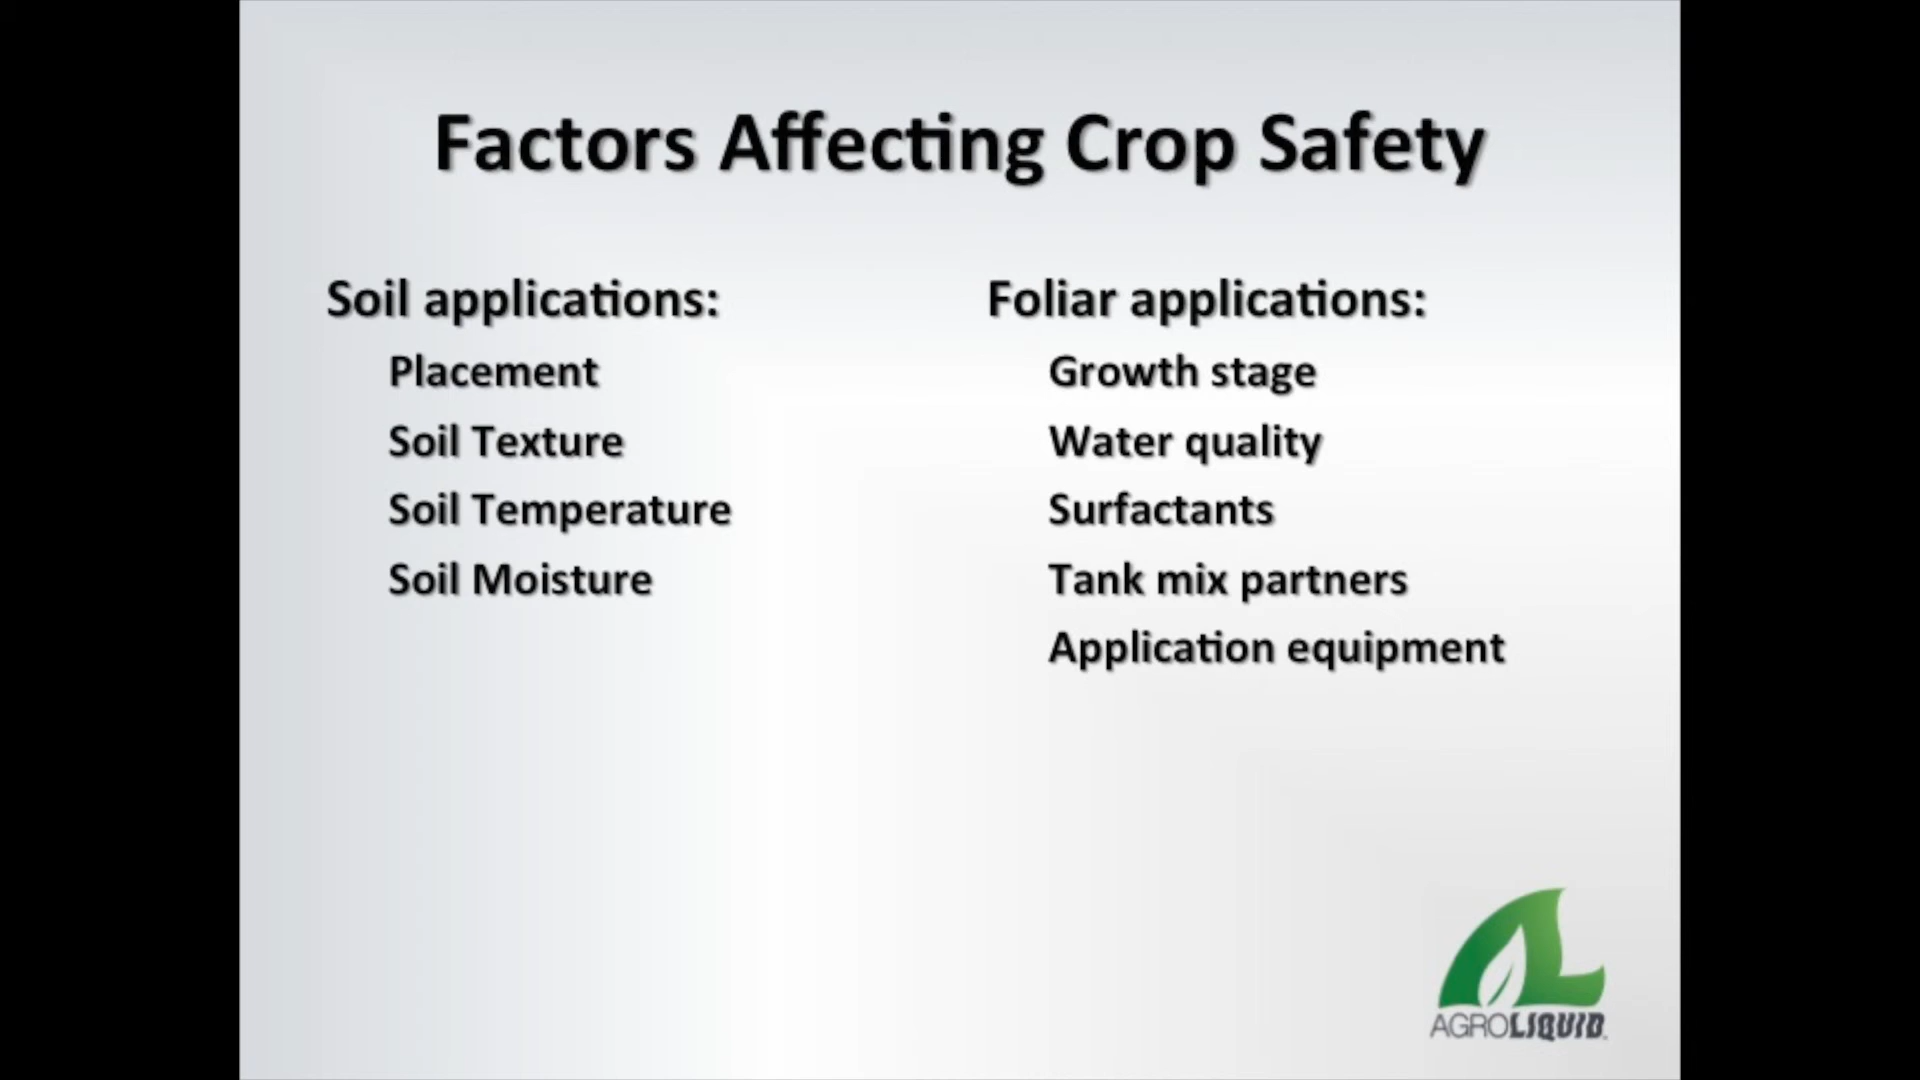 Factors Affecting Crop Safety
Soil applications:
Placement
Soil Texture
Soil Temperature
Soil Moisture
Foliar applications:
Growth stage
Water quality
Surfactants
Tank mix partners
Application equipment
AGROLIQUID